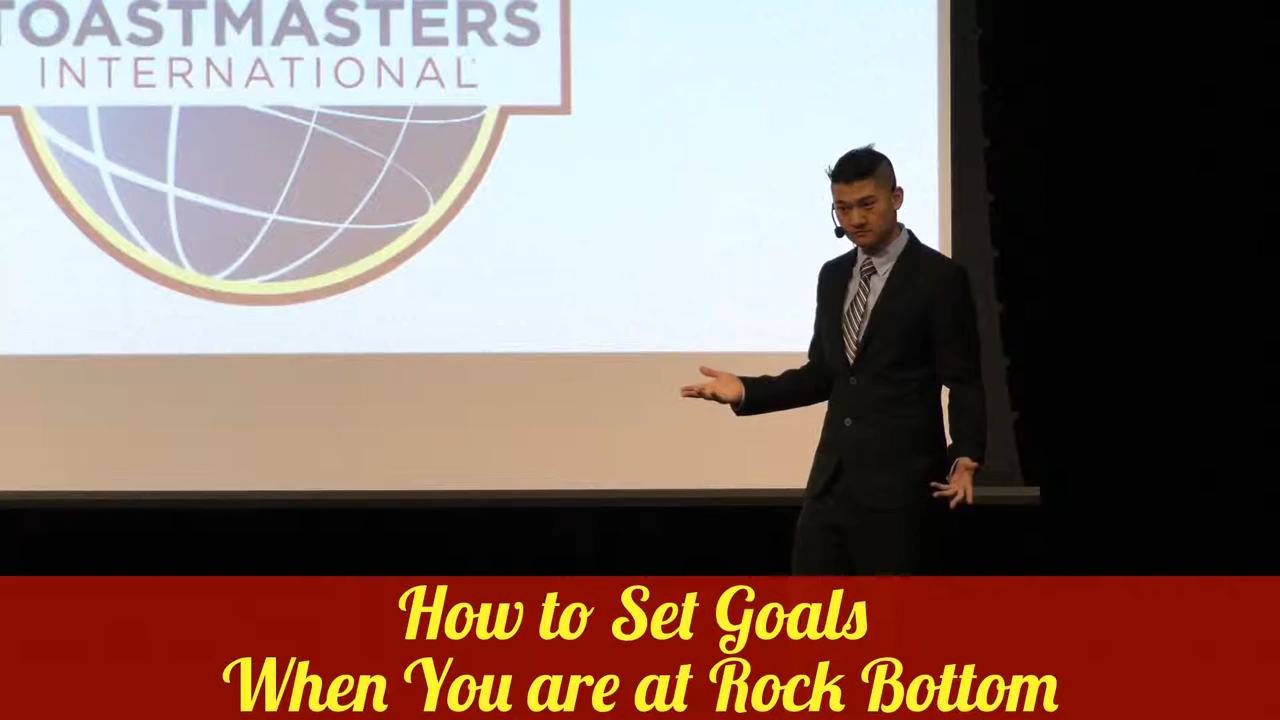 TOASTMASTERS
INTERNATIONAL
How to Set Goals
When You are at Rock Bottom